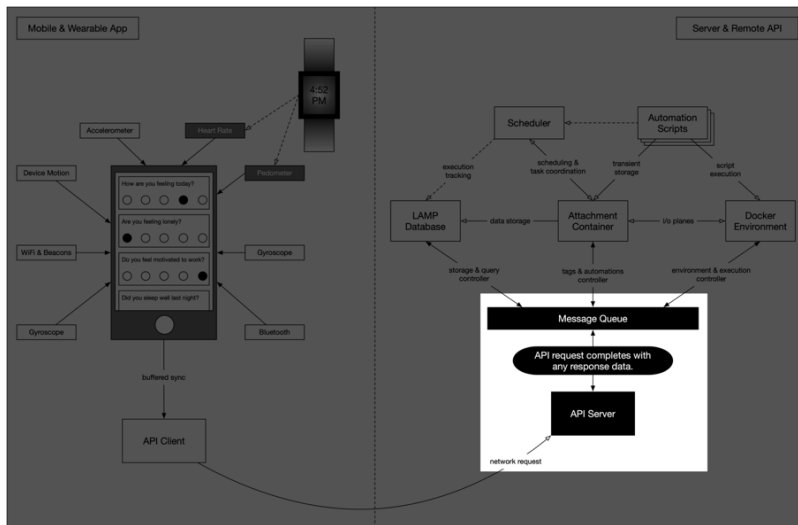 Mobile & Wearable App
Server & Remote API
4:52
PM
Accelerometer
Heart Rate
Pedometer
Device Motion
WiFi & Beacons
Gyroscope
Gyroscope
Bluetooth
How are you feeling today?
Are you feeling lonely?
Do you feel motivated to work?
Did you sleep well last night?
buffered sync
API Client
Scheduler
Automation
Scripts
execution
tracking
scheduling &
task coordination
transient
storage
script
execution
LAMP
Database
data storage
Attachment
Container
i/o planes
Docker
Environment
storage & query
controller
tags & automations
controller
environment & execution
controller
Message Queue
API request completes with
any response data.
API Server
network request